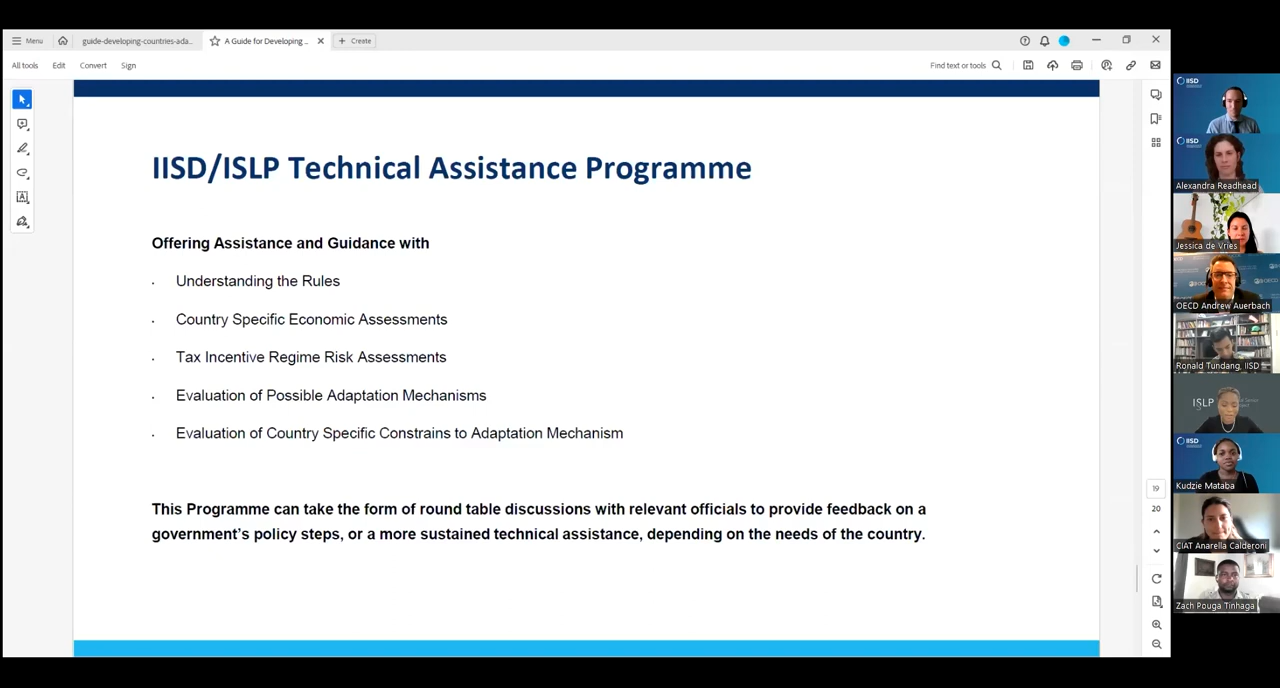 Menu
guide-developing-countries-ada...
A Guide for Developing ...
Create
All tools
Edit
Convert
Sign
Find text or tools
IISD/ISLP Technical Assistance Programme
Offering Assistance and Guidance with
Understanding the Rules
Country Specific Economic Assessments
Tax Incentive Regime Risk Assessments
Evaluation of Possible Adaptation Mechanisms
Evaluation of Country Specific Constrains to Adaptation Mechanism
This Programme can take the form of round table discussions with relevant officials to provide feedback on a
government's policy steps, or a more sustained technical assistance, depending on the needs of the country.
19
20
IISD
IISD
Alexandra Readhead
Jessica de Vries
OECD Andrew Auerbach
Ronald Tundang, IISD
ISLP
IISD
Kudzie Mataba
CIAT Anarella Calderoni
Zach Pouga Tinhaga